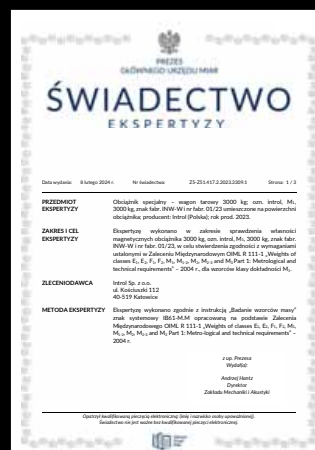 PREZES
GŁÓWNEGO URZĘDU MIAR
ŚWIADECTWO
EKSPERTYZY
Data wydania: 8 lutego 2024 r. Nr świadectwa: Strona: 1 / 3
PRZEDMIOT EKSPERTYZY
Obciążnik specjalny – wagon tarowy 3000 kg; ozn. introl, M₁,
3000 kg, znak fabr. INW-W i nr fabr. 01/23 umieszczone na powierzchni
obciążnika; producent: Introl (Polska); rok prod. 2023.
ZAKRES I CEL EKSPERTYZY
Ekspertyzę wykonano w zakresie sprawdzenia własności
magnetycznych obciążnika 3000 kg, ozn. introl, M₁, 3000 kg, znak fabr.
INW-W i nr fabr. 01/23, w celu stwierdzenia zgodności z wymaganiami
ustalonymi w Zaleceniu Międzynarodowym OIML R 111-1 „Weights of
classes E₁, E₂, F₁, F₂, M₁, M₁₋₂, M₂, M₂₋₃ and M₃ Part 1: Metrological and
technical requirements" – 2004 r., dla wzorców klasy dokładności M₁.
ZLECENIODAWCA
Introl Sp. z o.o.
ul. Kościuszki 112
40-519 Katowice
METODA EKSPERTYZY
Ekspertyzę wykonano zgodnie z instrukcją „Badanie wzorców masy"
znak systemowy IB61-M.M opracowaną na podstawie Zalecenia
Międzynarodowego OIML R 111-1 „Weights of classes E₁, E₂, F₁, F₂, M₁,
M₁₋₂, M₂, M₂₋₃ and M₃ Part 1: Metro-logical and technical requirements" –
2004 r.
z up. Prezesa
Wydał(a):
Andrzej Hantz
Dyrektor
Zakładu Mechaniki i Akustyki
Opatrzył kwalifikowaną pieczęcią elektroniczną: (imię i nazwisko osoby upoważnionej).
Świadectwo nie jest ważne bez kwalifikowanej pieczęci elektronicznej.